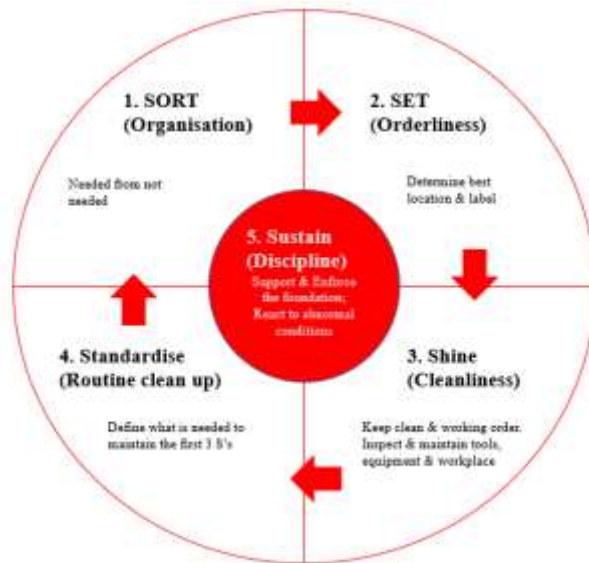 1. SORT
(Organisation)
Needed from not
needed
2. SET
(Orderliness)
Determine best
location & label
3. Shine
(Cleanliness)
Keep clean & working order.
Inspect & maintain tools,
equipment & workplace
4. Standardise
(Routine clean up)
Define what is needed to
maintain the first 3 S's
5. Sustain
(Discipline)
Support & Enforce
the foundation;
React to abnormal
conditions